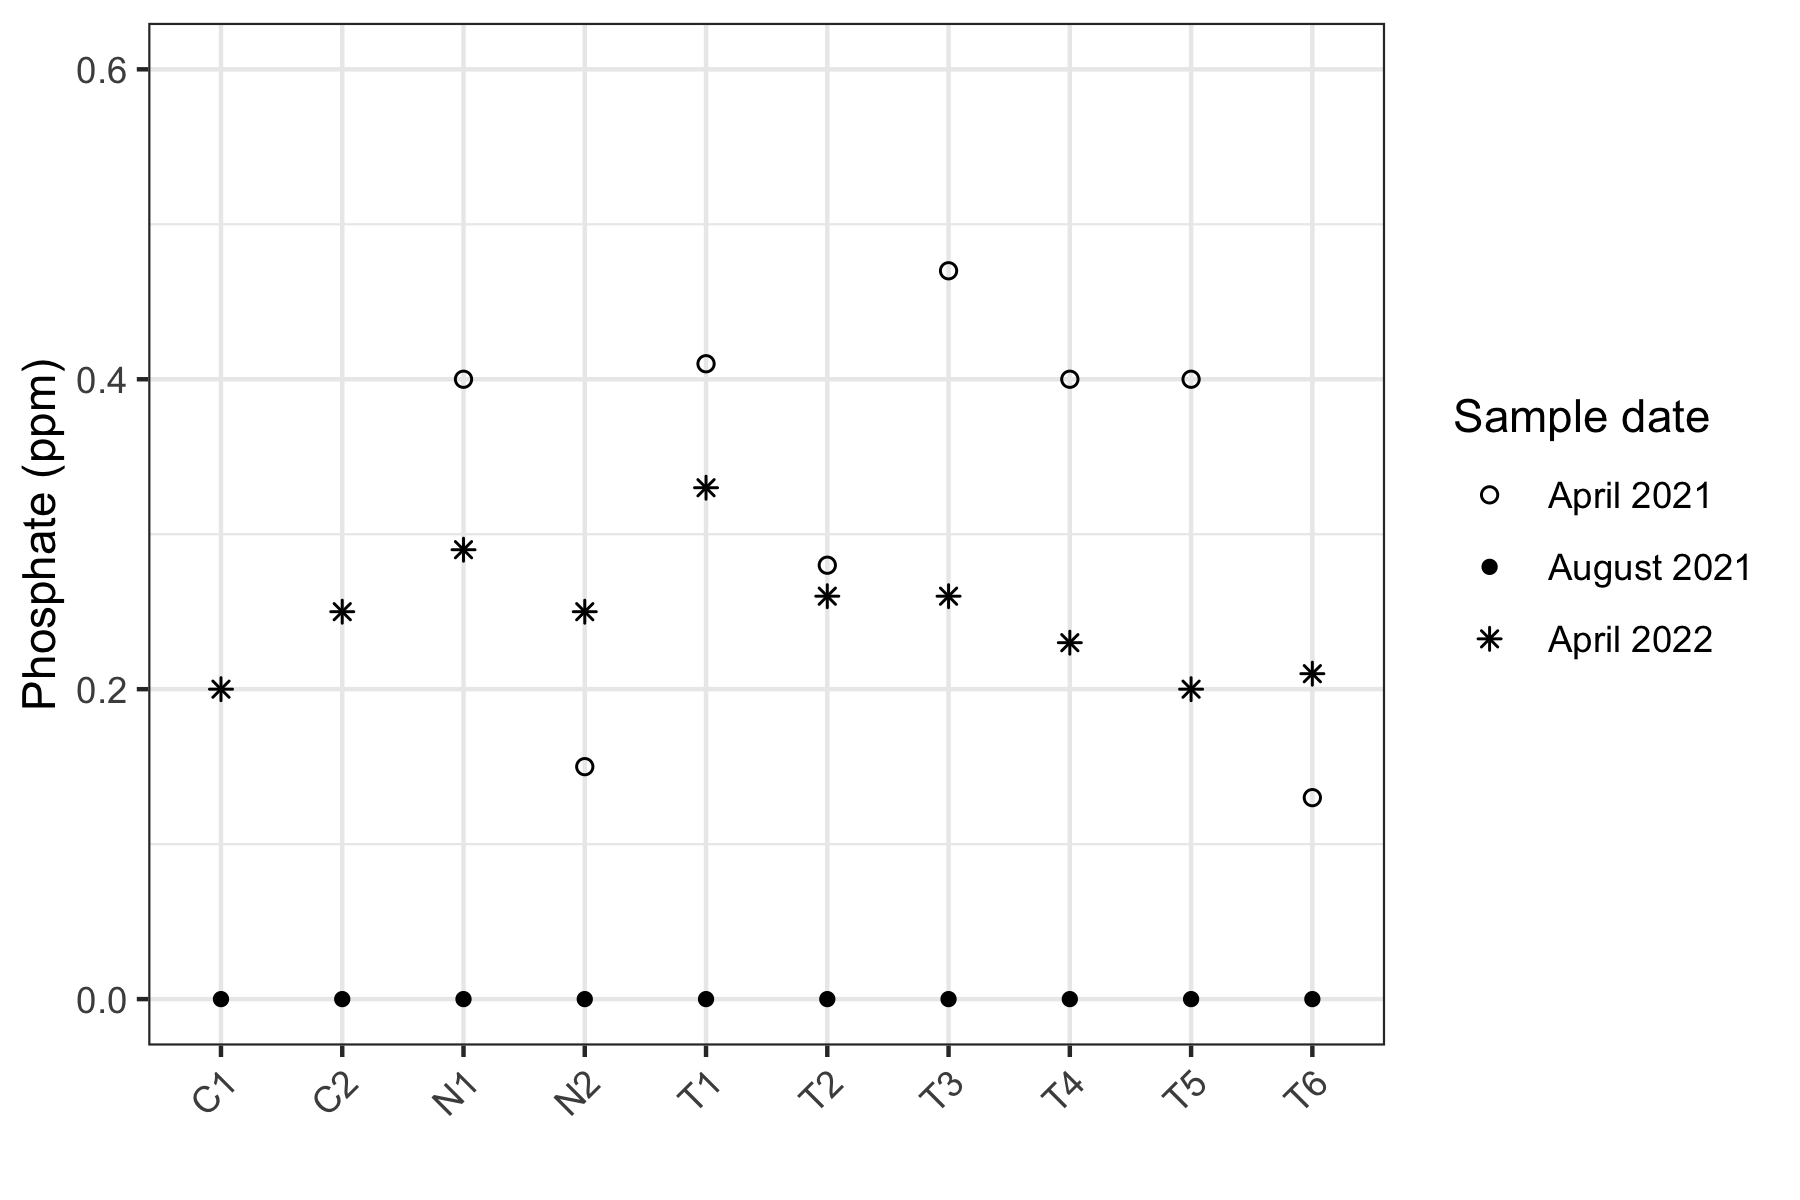 Phosphate (ppm)
0.6
0.4
0.2
0.0
C1
C2
N1
N2
T1
T2
T3
T4
T5
T6
Sample date
April 2021
August 2021
April 2022